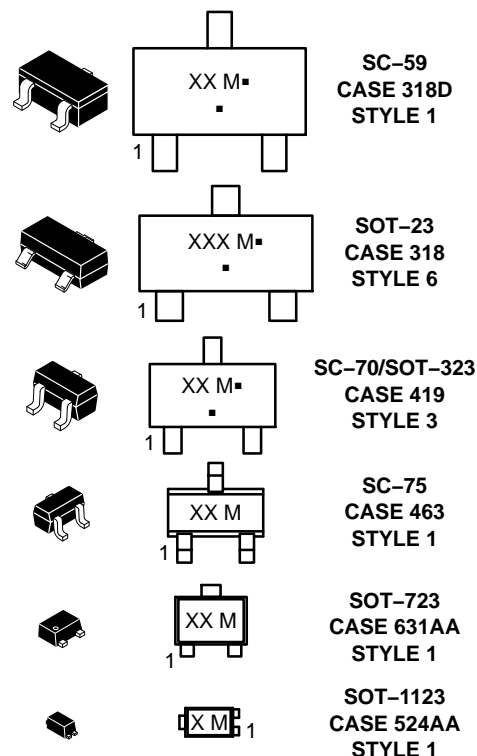 XX M▪
▪
1
SC–59
CASE 318D
STYLE 1
XXX M▪
▪
1
SOT–23
CASE 318
STYLE 6
XX M▪
▪
1
SC–70/SOT–323
CASE 419
STYLE 3
XX M
1
SC–75
CASE 463
STYLE 1
XX M
1
SOT–723
CASE 631AA
STYLE 1
X M
1
SOT–1123
CASE 524AA
STYLE 1